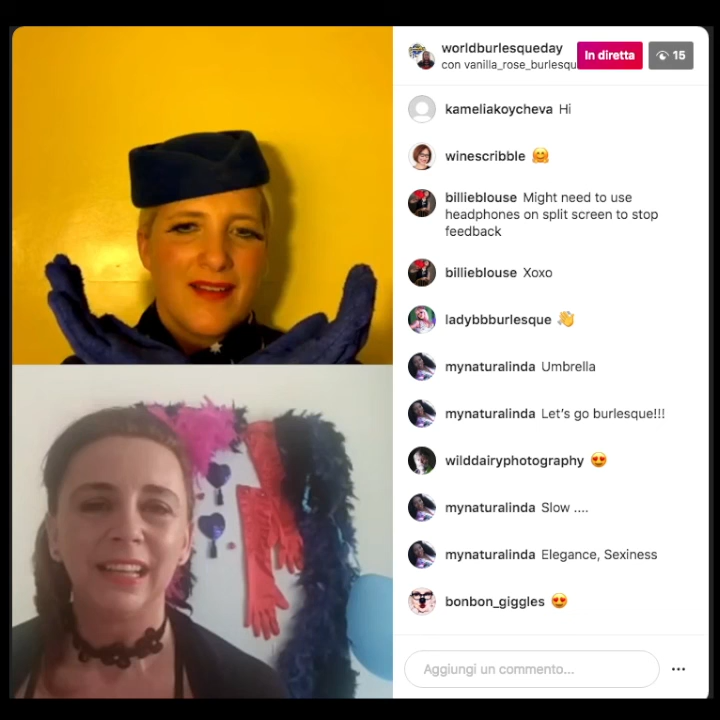 worldburlesqueday
con vanilla_rose_burlesqu
In diretta
15
kameliakoycheva Hi
winescribble 🤗
billieblouse Might need to use
headphones on split screen to stop
feedback
billieblouse Xoxo
ladybbburlesque 👋
mynaturalinda Umbrella
mynaturalinda Let's go burlesque!!!
wilddairyphotography 😍
mynaturalinda Slow ....
mynaturalinda Elegance, Sexiness
bonbon_giggles 😍
Aggiungi un commento...